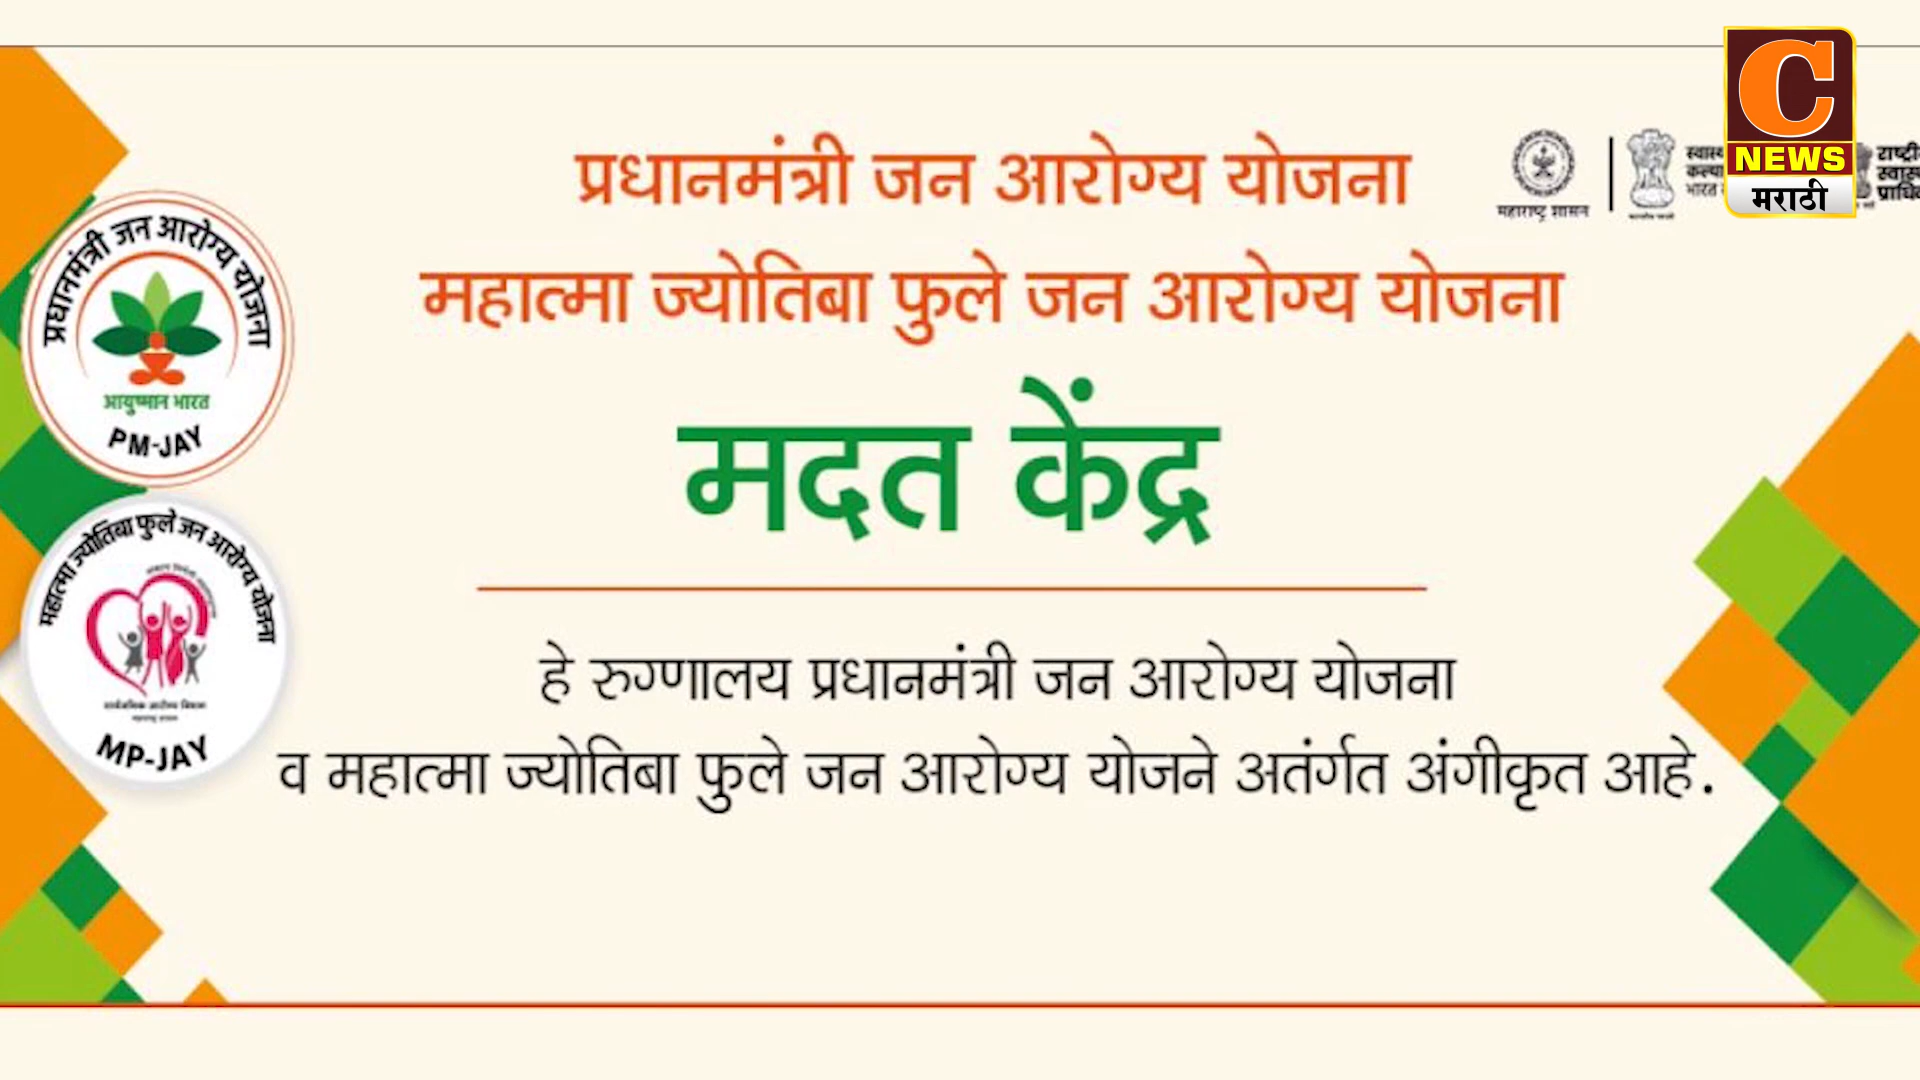 C
NEWS
मराठी
महाराष्ट्र शासन
प्रधानमंत्री जन आरोग्य योजना
महात्मा ज्योतिबा फुले जन आरोग्य योजना
मदत केंद्र
हे रुग्णालय प्रधानमंत्री जन आरोग्य योजना
व महात्मा ज्योतिबा फुले जन आरोग्य योजने अतंर्गत अंगीकृत आहे.
प्रधानमंत्री जन आरोग्य योजना
आयुष्मान भारत
PM-JAY
महात्मा ज्योतिबा फुले जन आरोग्य योजना
MP-JAY